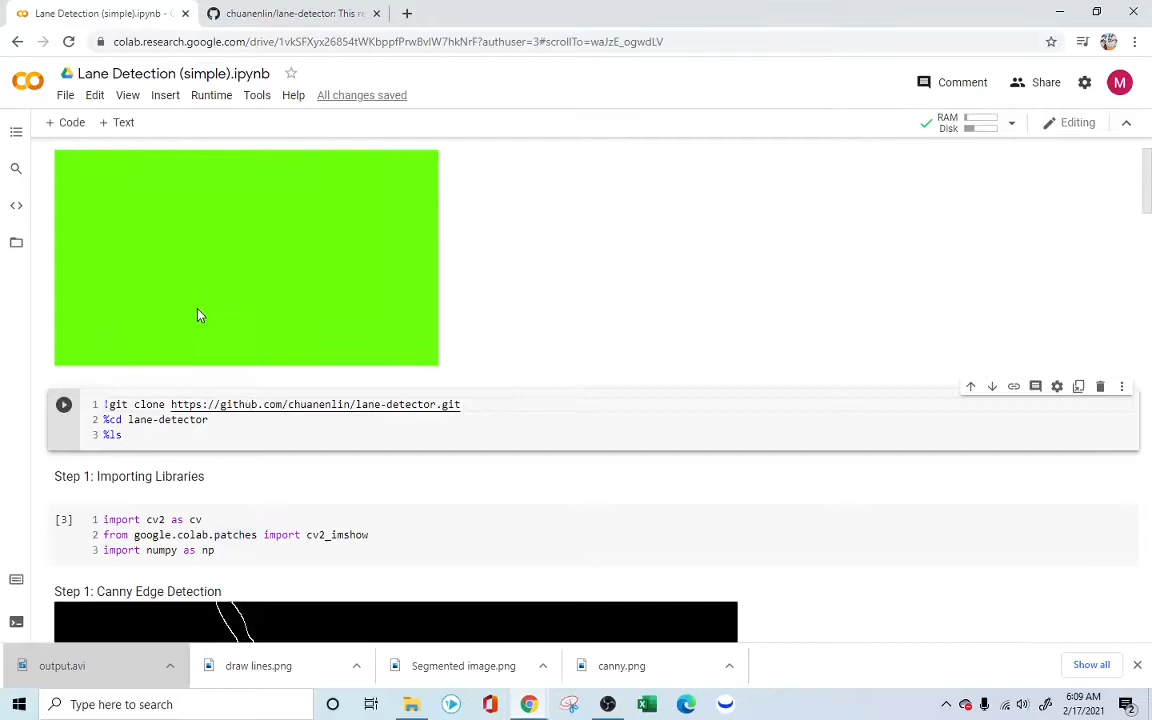 Lane Detection (simple).ipynb -
chuanenlin/lane-detector: This re
colab.research.google.com/drive/1vkSFXyx26854tWKbppfPrwBvIW7hkNrF?authuser=3#scrollTo=waJzE_ogwdLV
Lane Detection (simple).ipynb
File Edit View Insert Runtime Tools Help All changes saved
Comment Share M
+ Code + Text
RAM
Disk
Editing
1 !git clone https://github.com/chuanenlin/lane-detector.git
2 %cd lane-detector
3 %ls
Step 1: Importing Libraries
[3] 1 import cv2 as cv
2 from google.colab.patches import cv2_imshow
3 import numpy as np
Step 1: Canny Edge Detection
output.avi
draw lines.png
Segmented image.png
canny.png
Show all
Type here to search
6:09 AM
2/17/2021
2